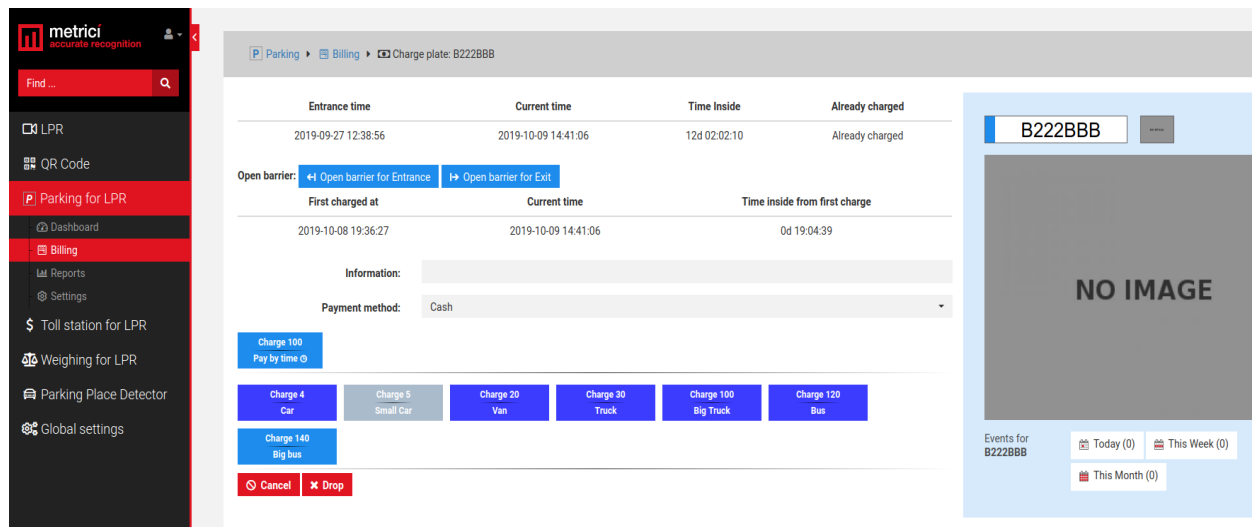 metrici
accurate recognition
Find ...
LPR
QR Code
P Parking for LPR
Dashboard
Billing
Reports
Settings
$ Toll station for LPR
Weighing for LPR
Parking Place Detector
Global settings
P Parking Billing Charge plate: B222BBB
Entrance time Current time Time Inside Already charged
2019-09-27 12:38:56 2019-10-09 14:41:06 12d 02:02:10 Already charged
Open barrier: Open barrier for Entrance Open barrier for Exit
First charged at Current time Time inside from first charge
2019-10-08 19:36:27 2019-10-09 14:41:06 0d 19:04:39
Information:
Payment method: Cash
Charge 100
Pay by time
Charge 4 Charge 5 Charge 20 Charge 30 Charge 100 Charge 120
Car Small Car Van Truck Big Truck Bus
Charge 140
Big bus
Cancel Drop
B222BBB
NO IMAGE
Events for
B222BBB
Today (0) This Week (0)
This Month (0)